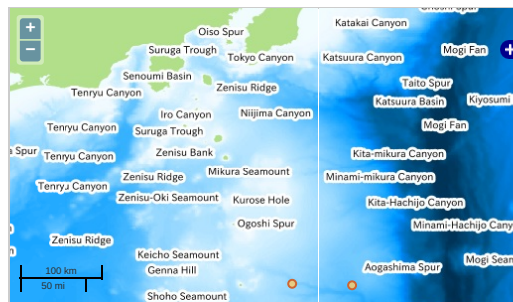 +
−
Oiso Spur
Katakai Canyon
Suruga Trough
Tokyo Canyon
Katsuura Canyon
Mogi Fan
Senoumi Basin
Zenisu Ridge
Taito Spur
Tenryu Canyon
Katsuura Basin
Kiyosumi
Iro Canyon
Niijima Canyon
Tenryu Canyon
Suruga Trough
Mogi Fan
a Spur
Tenryu Canyon
Zenisu Bank
Kita-mikura Canyon
Zenisu Ridge
Mikura Seamount
Minami-mikura Canyon
Tenryu Canyon
Zenisu-Oki Seamount
Kurose Hole
Kita-Hachijo Canyon
Ogoshi Spur
Minami-Hachijo Cany
Zenisu Ridge
Keicho Seamount
Mogi Seam
Genna Hill
Aogashima Spur
100 km
50 mi
Shoho Seamount